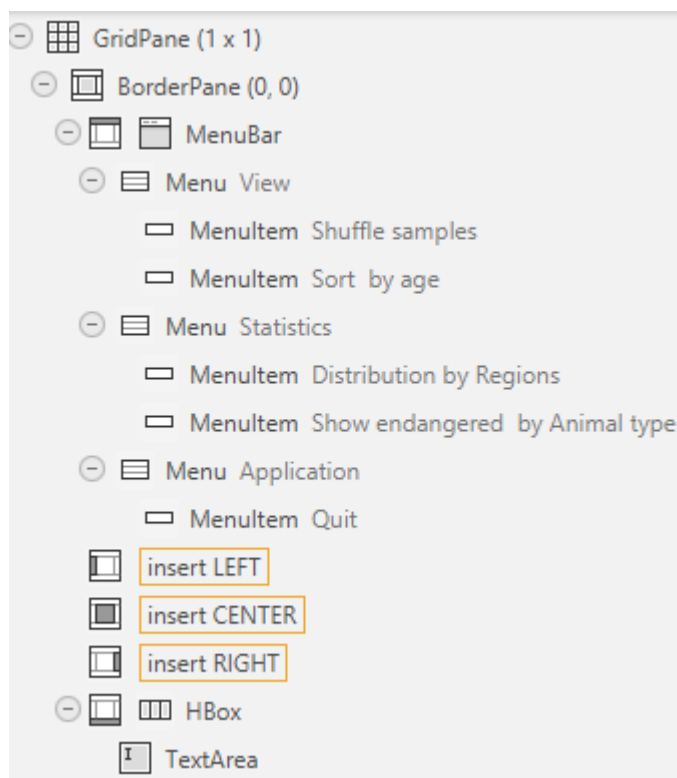 GridPane (1 x 1)
BorderPane (0, 0)
MenuBar
Menu View
MenuItem Shuffle samples
MenuItem Sort  by age
Menu Statistics
MenuItem Distribution by Regions
MenuItem Show endangered  by Animal type
Menu Application
MenuItem Quit
insert LEFT
insert CENTER
insert RIGHT
HBox
TextArea